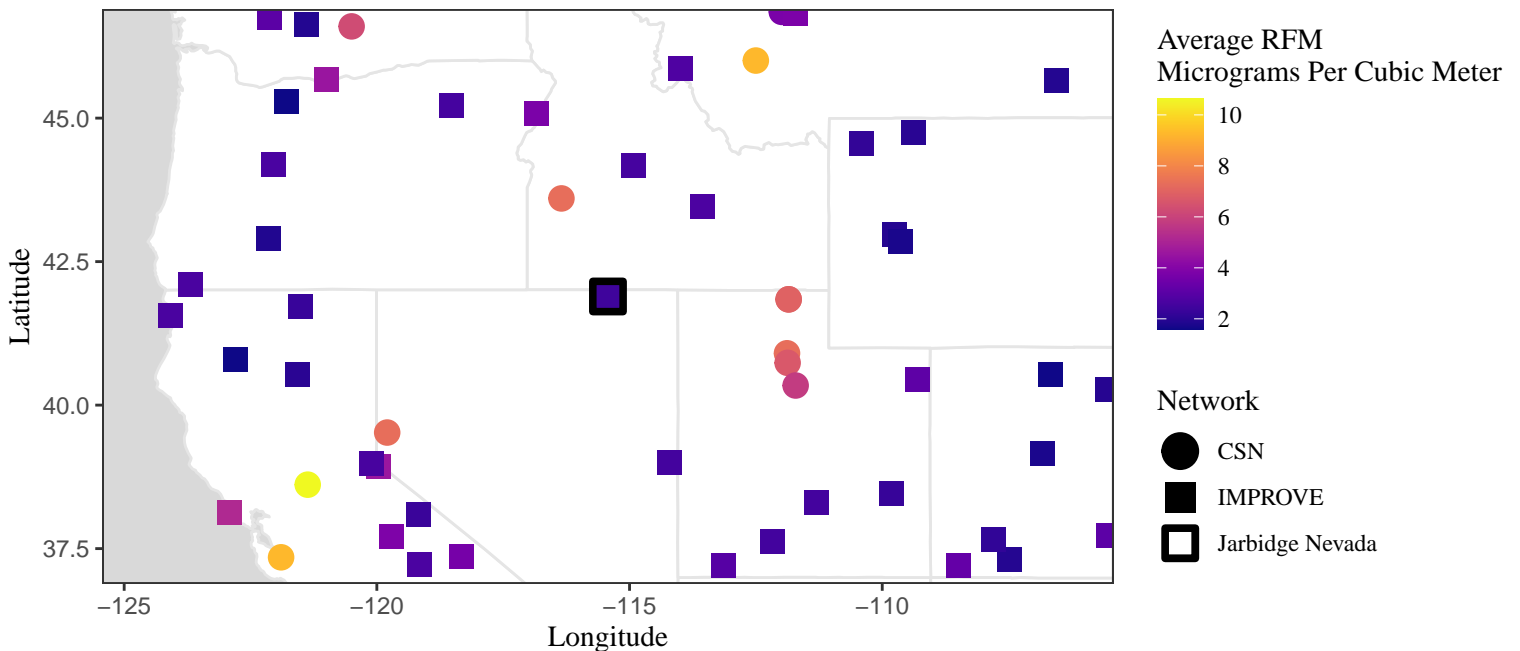 Average RFM
Micrograms Per Cubic Meter
10
8
6
4
2
Network
CSN
IMPROVE
Jarbidge Nevada
Latitude
45.0
42.5
40.0
37.5
−125
−120
−115
−110
Longitude